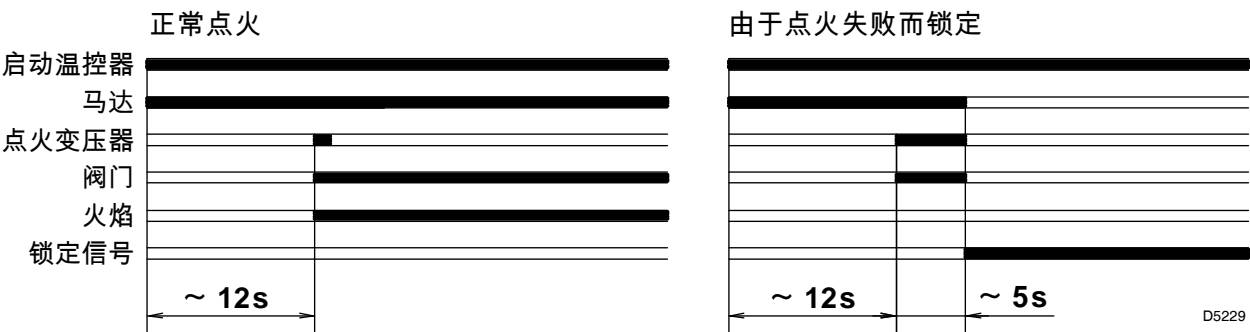 正常点火
由于点火失败而锁定
启动温控器
马达
点火变压器
阀门
火焰
锁定信号
～ 12s
～ 12s
～ 5s
D5229